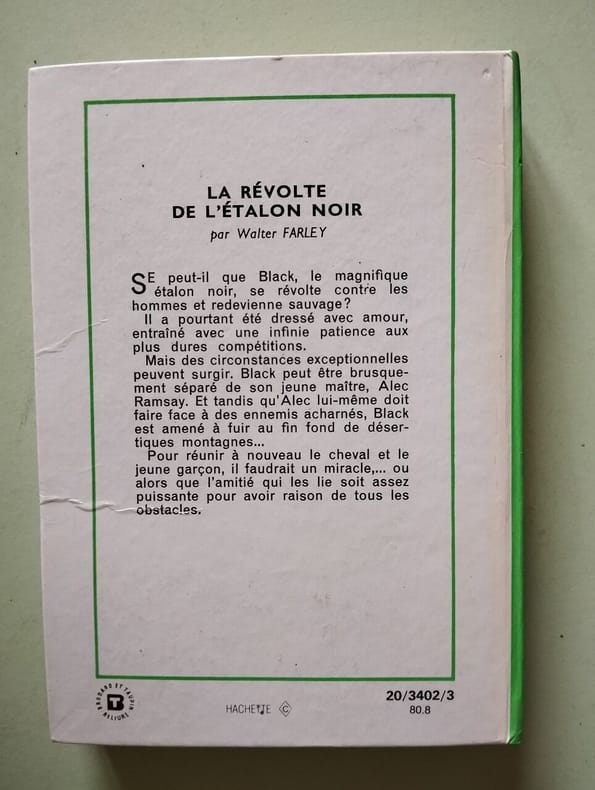 LA RÉVOLTE
DE L'ÉTALON NOIR
par Walter FARLEY
SE peut-il que Black, le magnifique
étalon noir, se révolte contre les
hommes et redevienne sauvage?
Il a pourtant été dressé avec amour,
entraîné avec une infinie patience aux
plus dures compétitions.
Mais des circonstances exceptionnelles
peuvent surgir. Black peut être brusque-
ment séparé de son jeune maître, Alec
Ramsay. Et tandis qu'Alec lui-même doit
faire face à des ennemis acharnés, Black
est amené à fuir au fin fond de déser-
tiques montagnes...
Pour réunir à nouveau le cheval et le
jeune garçon, il faudrait un miracle,... ou
alors que l'amitié qui les lie soit assez
puissante pour avoir raison de tous les
obstacles.
BRODARD ET TAUPIN
RELIURE
HACHETTE C
20/3402/3
80.8